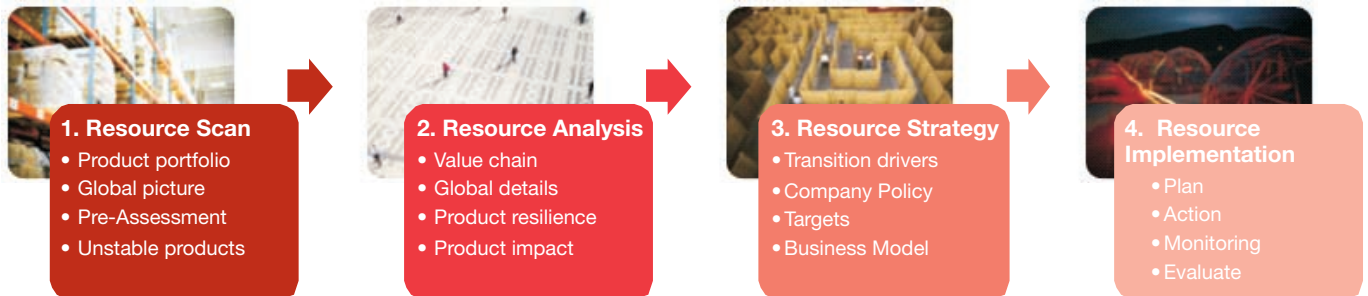 1. Resource Scan
• Product portfolio
• Global picture
• Pre-Assessment
• Unstable products
2. Resource Analysis
• Value chain
• Global details
• Product resilience
• Product impact
3. Resource Strategy
• Transition drivers
• Company Policy
• Targets
• Business Model
4. Resource
Implementation
• Plan
• Action
• Monitoring
• Evaluate